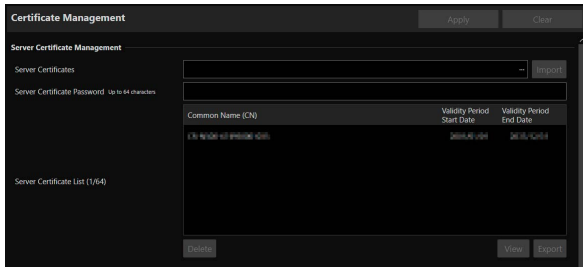 Certificate Management
Apply
Clear
Server Certificate Management
Server Certificates
...
Import
Server Certificate Password Up to 64 characters
Common Name (CN)
Validity Period
Start Date
Validity Period
End Date
Server Certificate List (1/64)
Delete
View
Export